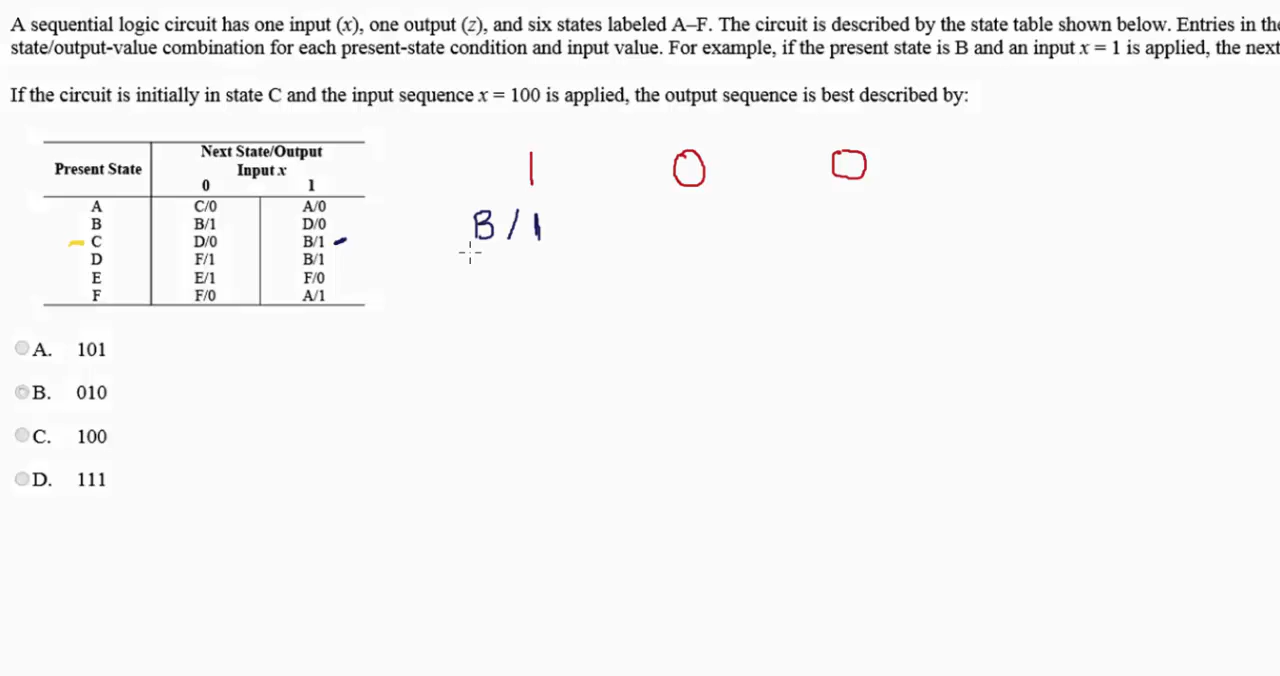 A sequential logic circuit has one input (x), one output (z), and six states labeled A–F. The circuit is described by the state table shown below. Entries in the
state/output-value combination for each present-state condition and input value. For example, if the present state is B and an input x = 1 is applied, the next
If the circuit is initially in state C and the input sequence x = 100 is applied, the output sequence is best described by:
Next State/Output
Present State Input x
0 1
A C/0 A/0
B B/1 D/0
C D/0 B/1
D F/1 B/1
E E/1 F/0
F F/0 A/1
1 0 0
B/1
A. 101
B. 010
C. 100
D. 111